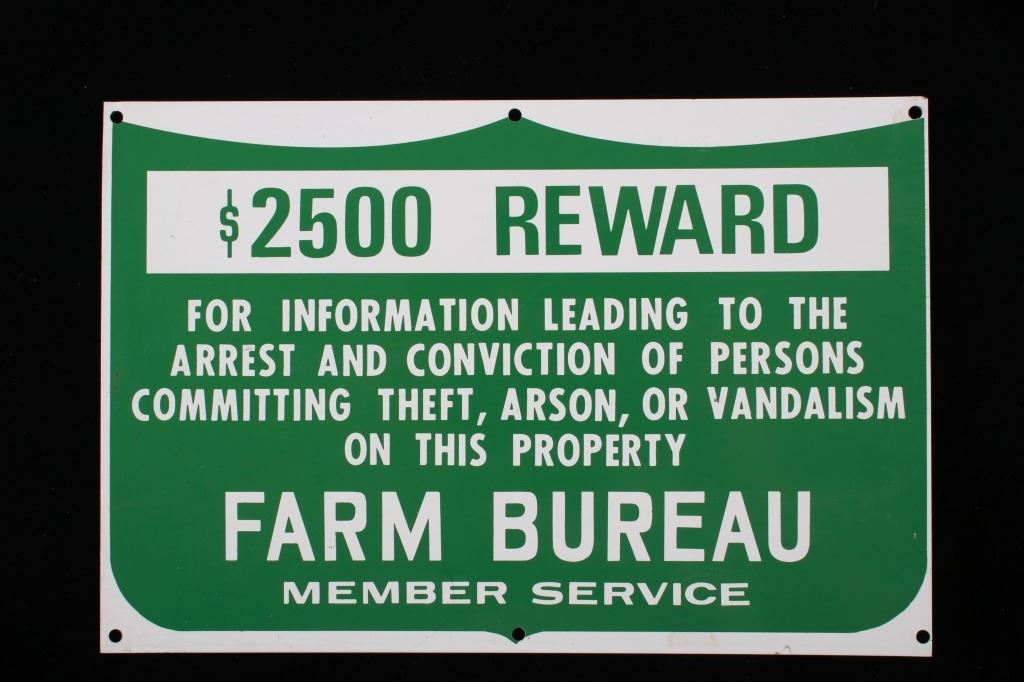 $2500 REWARD
FOR INFORMATION LEADING TO THE
ARREST AND CONVICTION OF PERSONS
COMMITTING THEFT, ARSON, OR VANDALISM
ON THIS PROPERTY
FARM BUREAU
MEMBER SERVICE